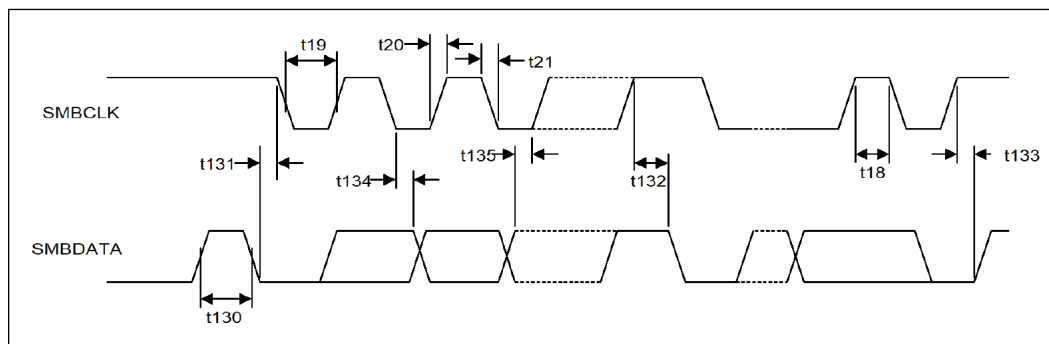 t19
t20
t21
SMBCLK
t131
t134
t135
t132
t18
t133
SMBDATA
t130